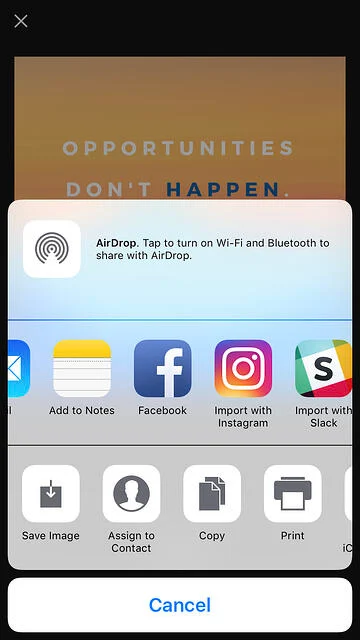 OPPORTUNITIES
DON'T HAPPEN.
AirDrop. Tap to turn on Wi-Fi and Bluetooth to
share with AirDrop.
Add to Notes
Facebook
Import with
Instagram
Import with
Slack
Save Image
Assign to
Contact
Copy
Print
Cancel